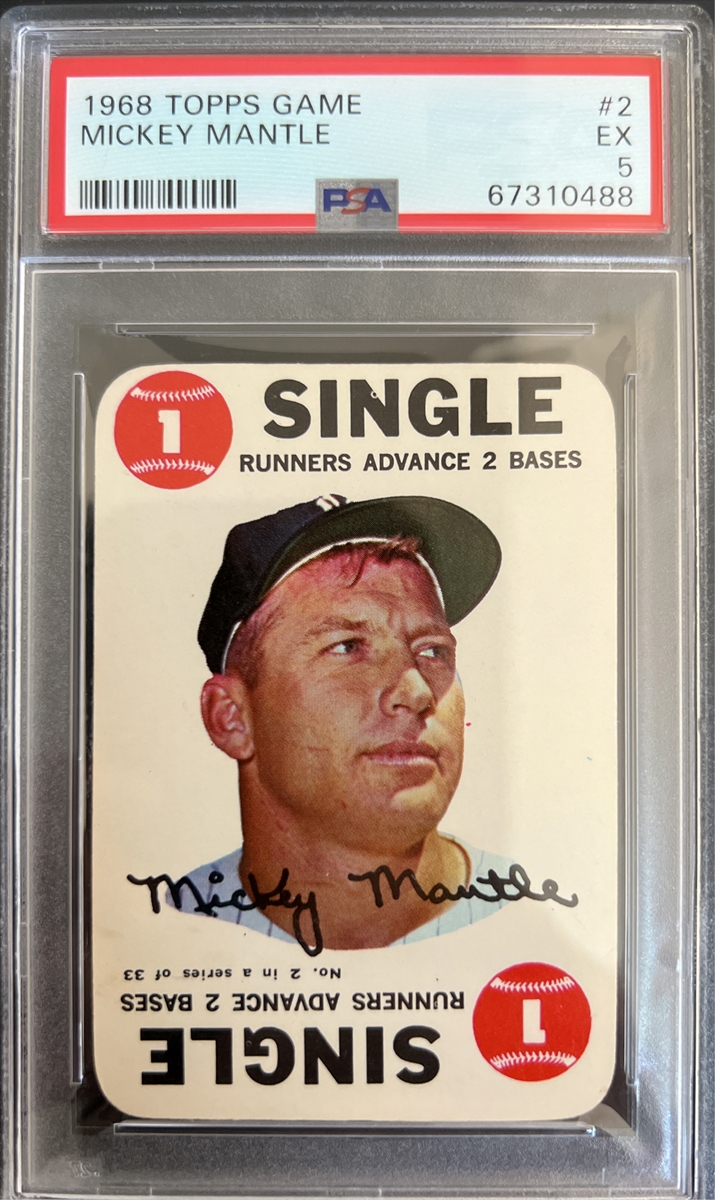 1968 TOPPS GAME #2
MICKEY MANTLE EX
5
PSA 67310488
1
SINGLE
RUNNERS ADVANCE 2 BASES
Mickey Mantle
No. 2 in a series of 33
RUNNERS ADVANCE 2 BASES
SINGLE
1